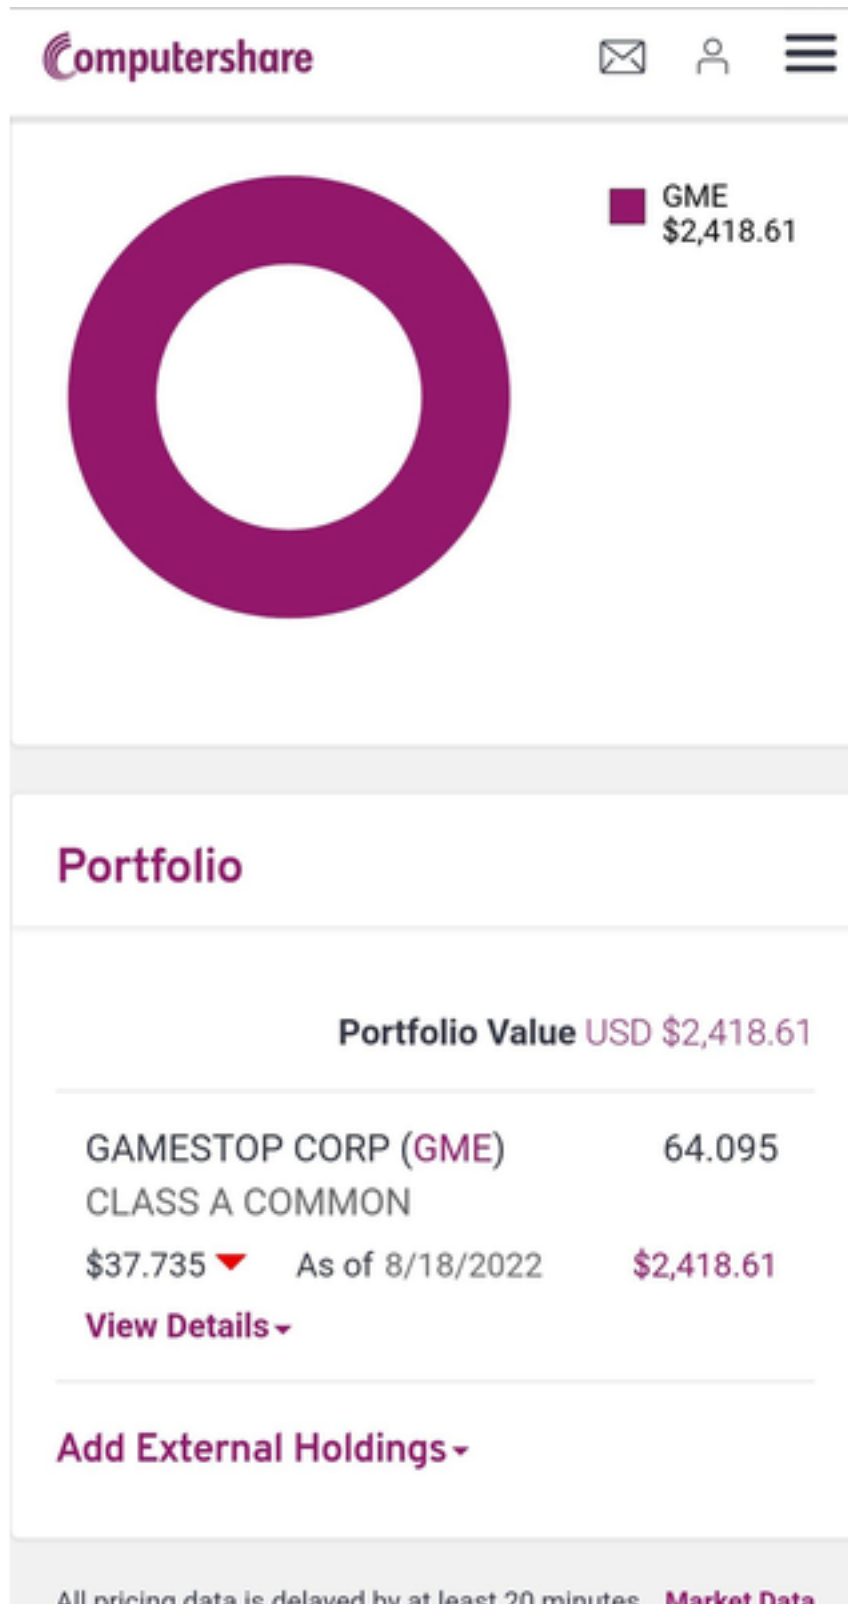 Computershare
GME
$2,418.61
Portfolio
Portfolio Value USD $2,418.61
GAMESTOP CORP (GME) 64.095
CLASS A COMMON
$37.735 As of 8/18/2022 $2,418.61
View Details
Add External Holdings
All pricing data is delayed by at least 20 minutes Market Data